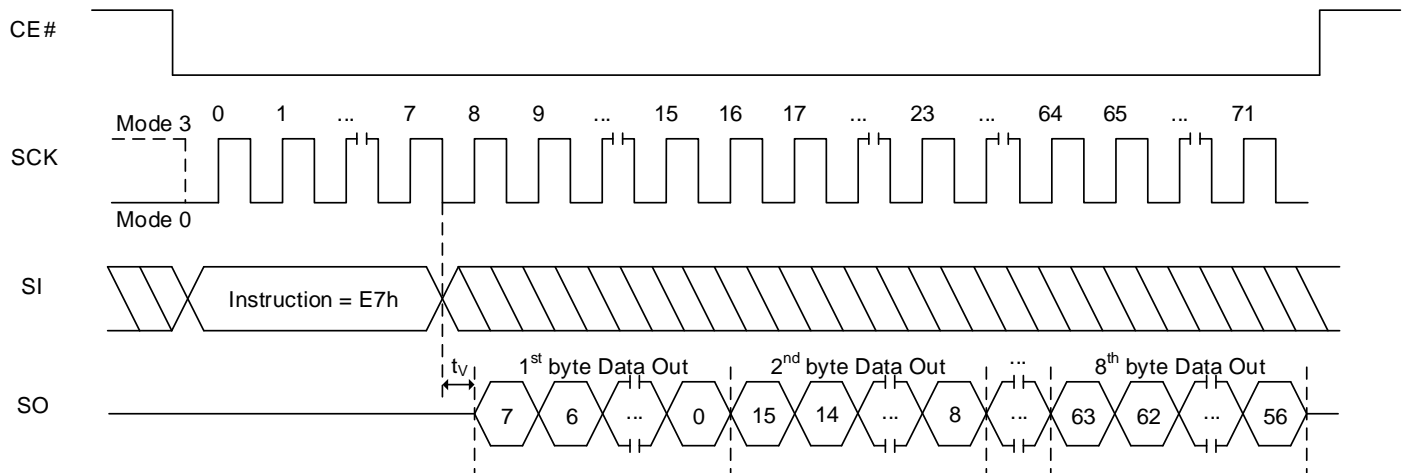 CE#
0 1 ... 7 8 9 ... 15 16 17 ... 23 ... 64 65 ... 71
Mode 3
SCK
Mode 0
SI
Instruction = E7h
tV 1st byte Data Out 2nd byte Data Out ... 8th byte Data Out
SO
7 6 ... 0 15 14 ... 8 ... 63 62 ... 56